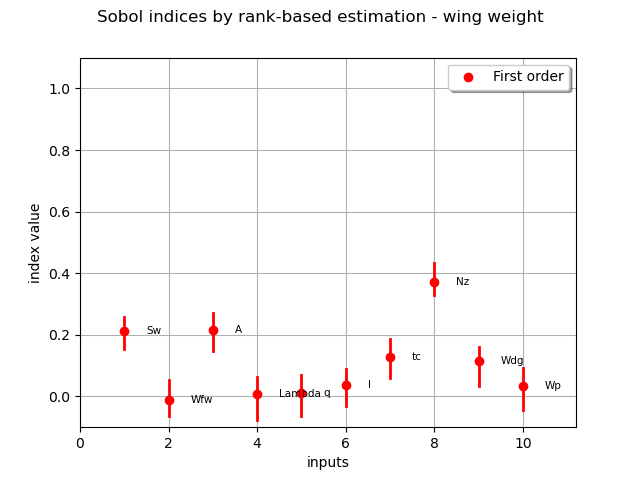 Sobol indices by rank-based estimation - wing weight
First order
1.0
0.8
0.6
0.4
0.2
0.0
index value
Sw
Wfw
A
Lambda
q
l
tc
Nz
Wdg
Wp
0 2 4 6 8 10
inputs